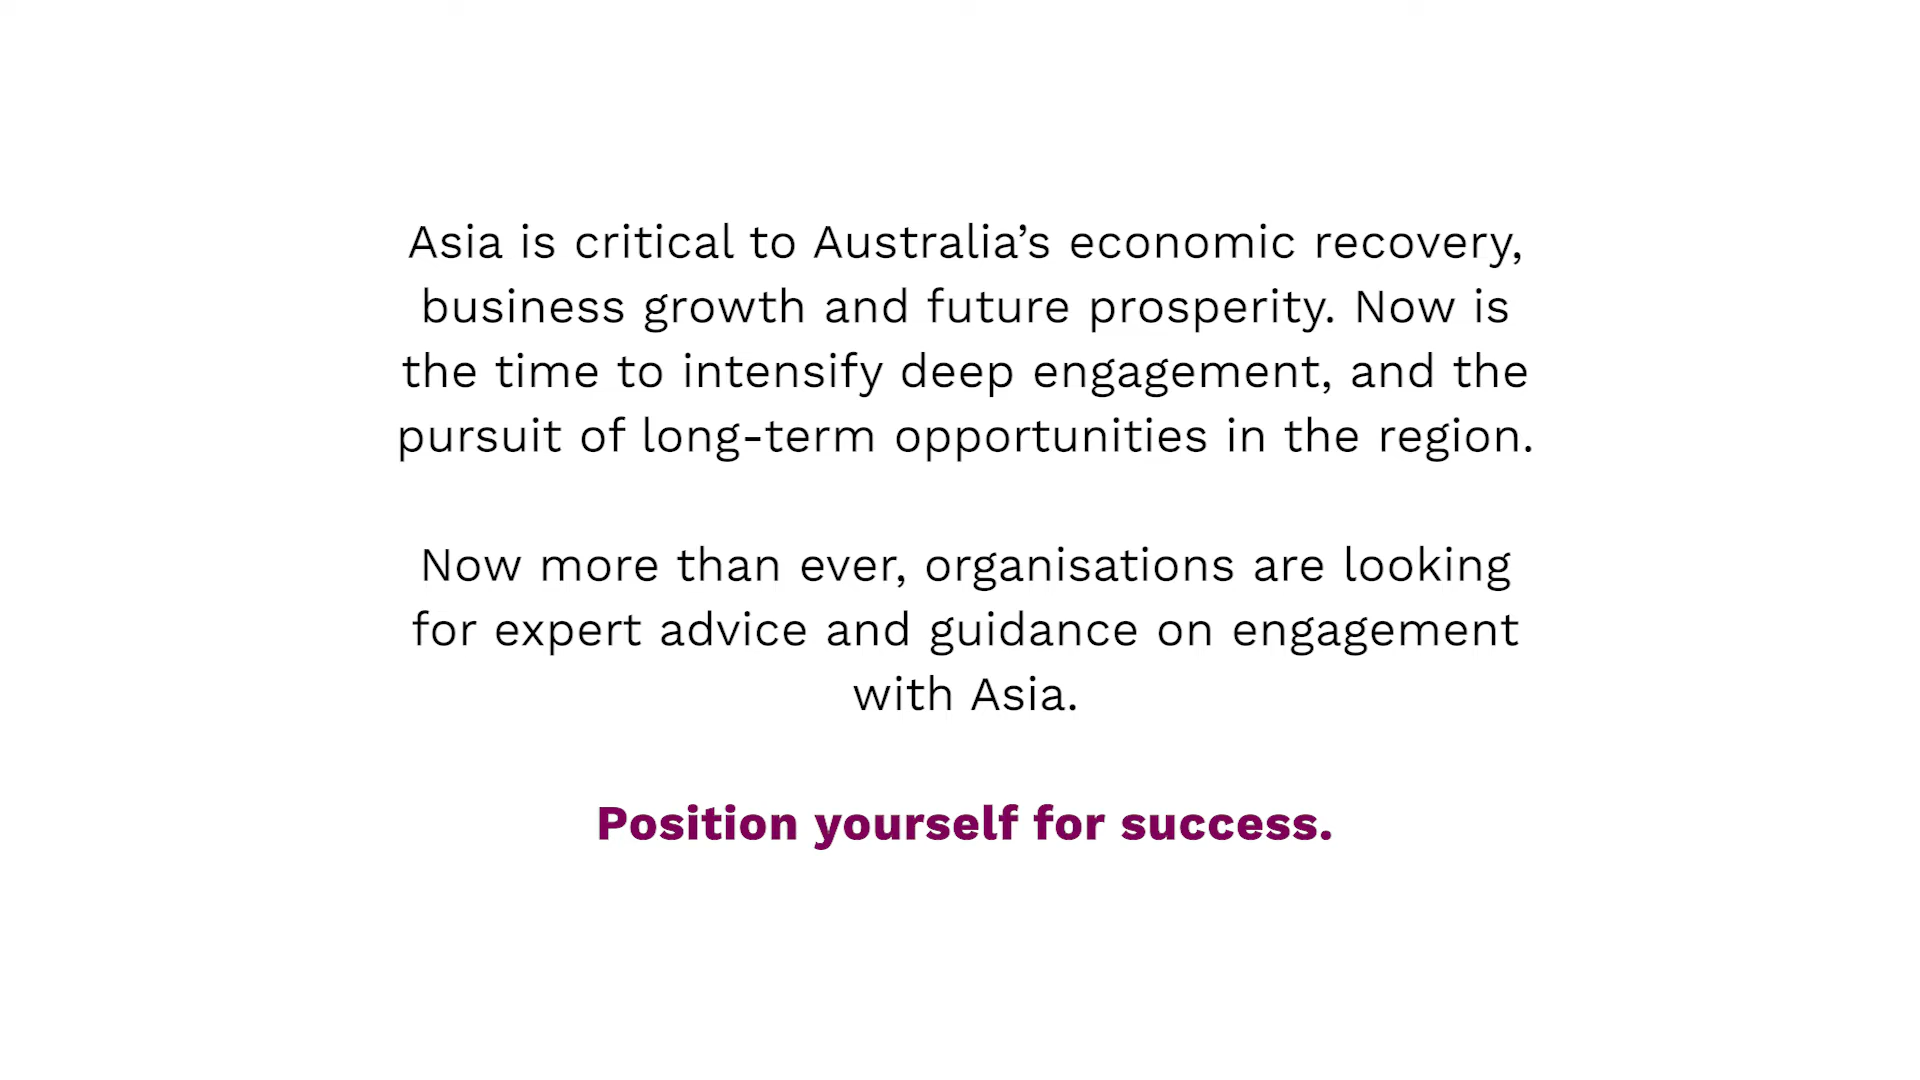 Asia is critical to Australia’s economic recovery,
business growth and future prosperity. Now is
the time to intensify deep engagement, and the
pursuit of long-term opportunities in the region.
Now more than ever, organisations are looking
for expert advice and guidance on engagement
with Asia.
Position yourself for success.